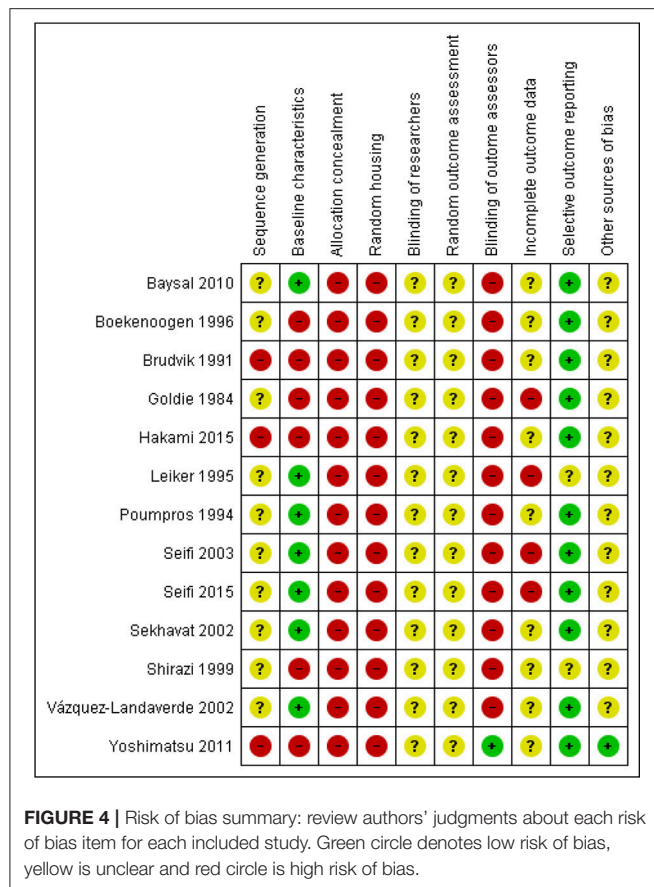 Sequence generation
Baseline characteristics
Allocation concealment
Random housing
Blinding of researchers
Random outcome assessment
Blinding of outome assessors
Incomplete outcome data
Selective outcome reporting
Other sources of bias
Baysal 2010 ? + - - ? ? - ? + ?
Boekenoogen 1996 ? - - - ? ? - ? + ?
Brudvik 1991 - - - - ? ? - ? + ?
Goldie 1984 ? - - - ? ? - - + ?
Hakami 2015 - - - - ? ? - ? + ?
Leiker 1995 ? + - - ? ? - - ? ?
Poumpros 1994 ? + - - ? ? - ? + ?
Seifi 2003 ? + - - ? ? - - + ?
Seifi 2015 ? + - - ? ? - - + ?
Sekhavat 2002 ? + - - ? ? - ? + ?
Shirazi 1999 ? - - - ? ? - ? ? ?
Vázquez-Landaverde 2002 ? + - - ? ? - ? + ?
Yoshimatsu 2011 - - - - ? ? + ? + +
FIGURE 4 | Risk of bias summary: review authors' judgments about each risk
of bias item for each included study. Green circle denotes low risk of bias,
yellow is unclear and red circle is high risk of bias.